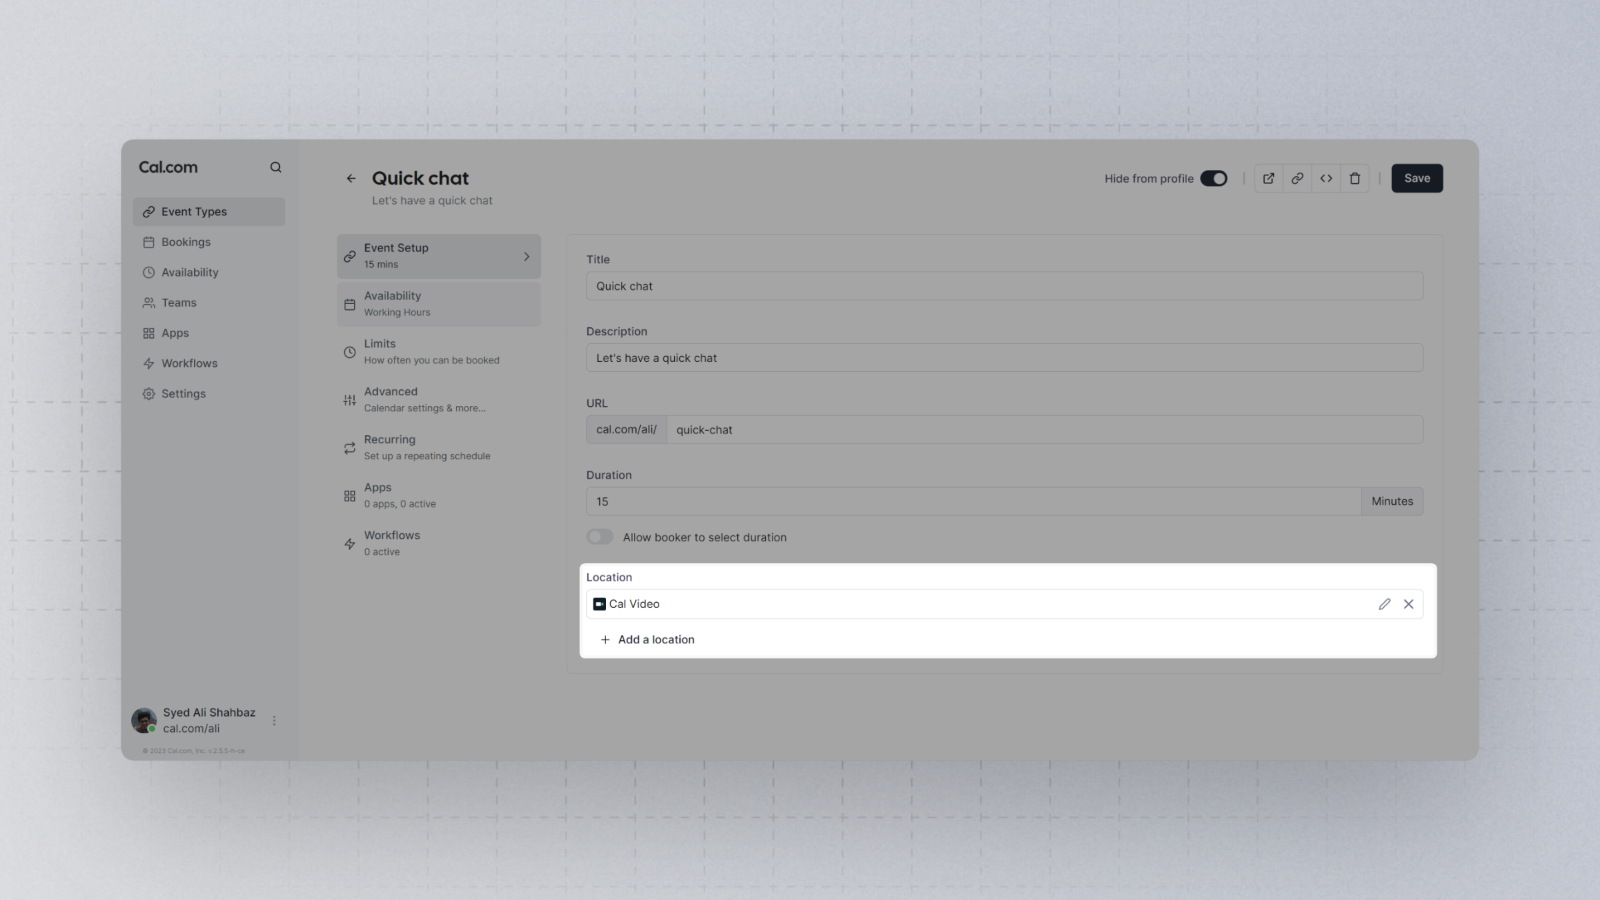 Cal.com
Event Types
Bookings
Availability
Teams
Apps
Workflows
Settings
Syed Ali Shahbaz
cal.com/ali
© 2023 Cal.com, Inc. v.2.5.5-h-ce
Quick chat
Let's have a quick chat
Hide from profile
Save
Event Setup
15 mins
Availability
Working Hours
Limits
How often you can be booked
Advanced
Calendar settings & more...
Recurring
Set up a repeating schedule
Apps
0 apps, 0 active
Workflows
0 active
Title
Quick chat
Description
Let's have a quick chat
URL
cal.com/ali/ quick-chat
Duration
15 Minutes
Allow booker to select duration
Location
Cal Video
Add a location